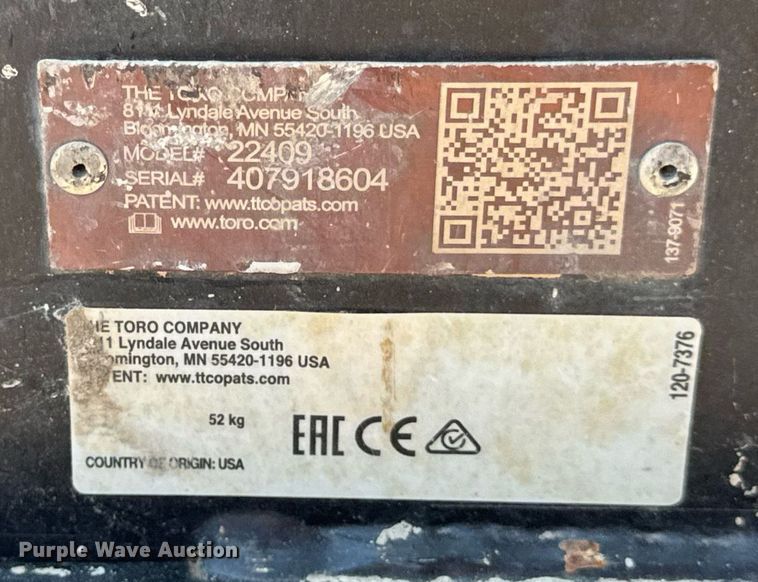 THE TORO COMPANY
8111 Lyndale Avenue South
Bloomington, MN 55420-1196 USA
MODEL# 22409
SERIAL# 407918604
PATENT: www.ttcopats.com
www.toro.com
137-9071
THE TORO COMPANY
11 Lyndale Avenue South
omington, MN 55420-1196 USA
ENT: www.ttcopats.com
52 kg
EAC CE
COUNTRY OF ORIGIN: USA
120-7376
Purple Wave Auction